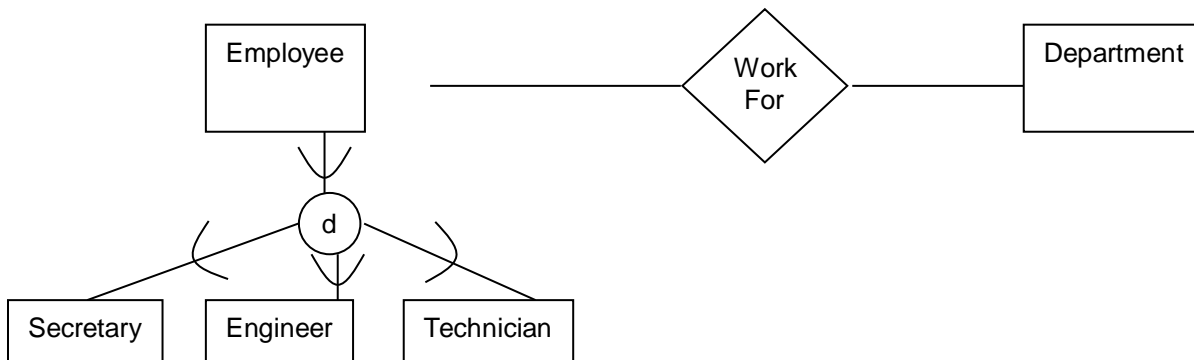 Employee
Work
For
Department
d
Secretary
Engineer
Technician